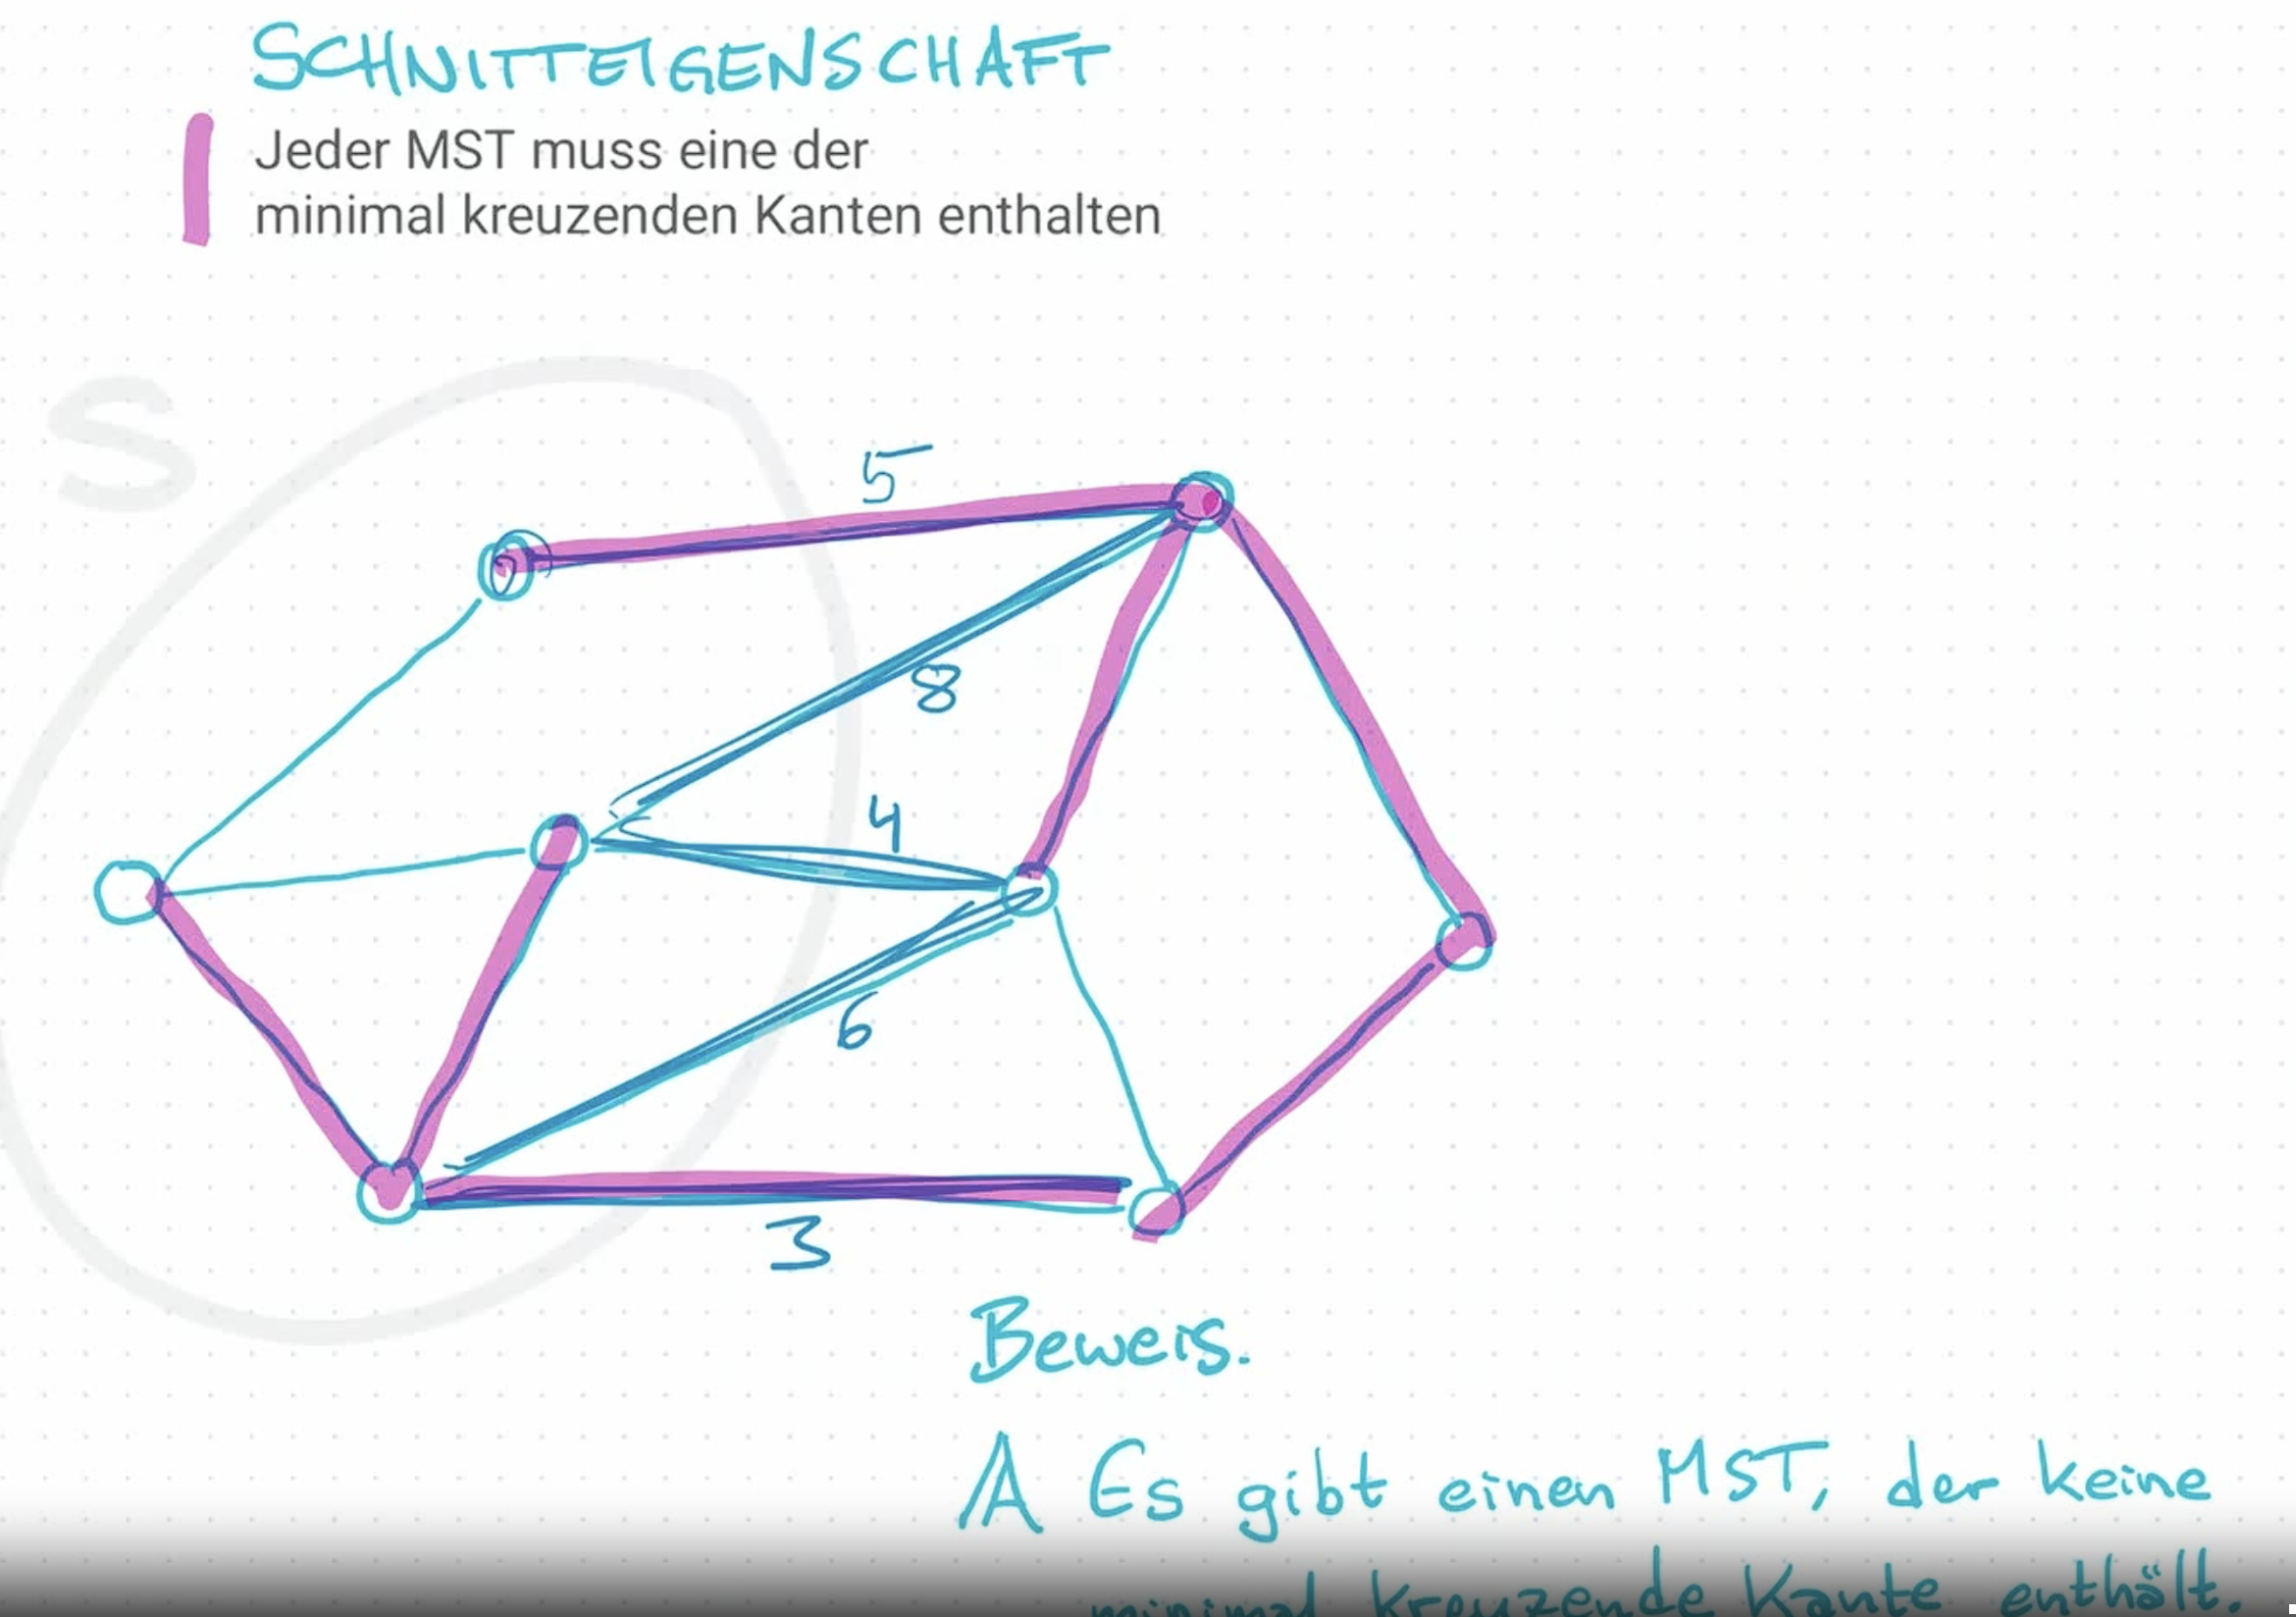 SCHNITTEIGENSCHAFT
Jeder MST muss eine der
minimal kreuzenden Kanten enthalten
S
5
8
4
6
3
Beweis.
A Es gibt einen MST, der keine
minimal kreuzende Kante enthält.